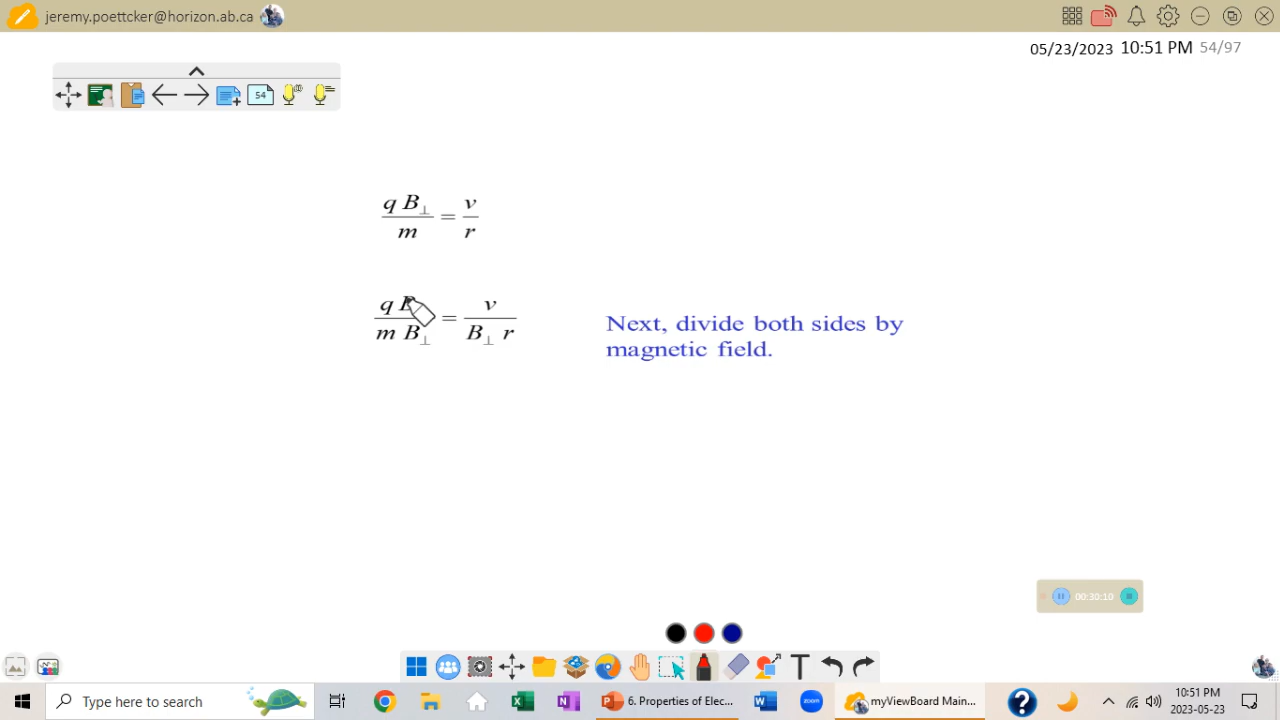 jeremy.poettcker@horizon.ab.ca
05/23/2023 10:51 PM 54/97
54
q B⊥ / m = v / r
q B / m B⊥ = v / B⊥ r
Next, divide both sides by
magnetic field.
00:30:10
T
Type here to search
6. Properties of Elec...
myViewBoard Main...
10:51 PM
2023-05-23